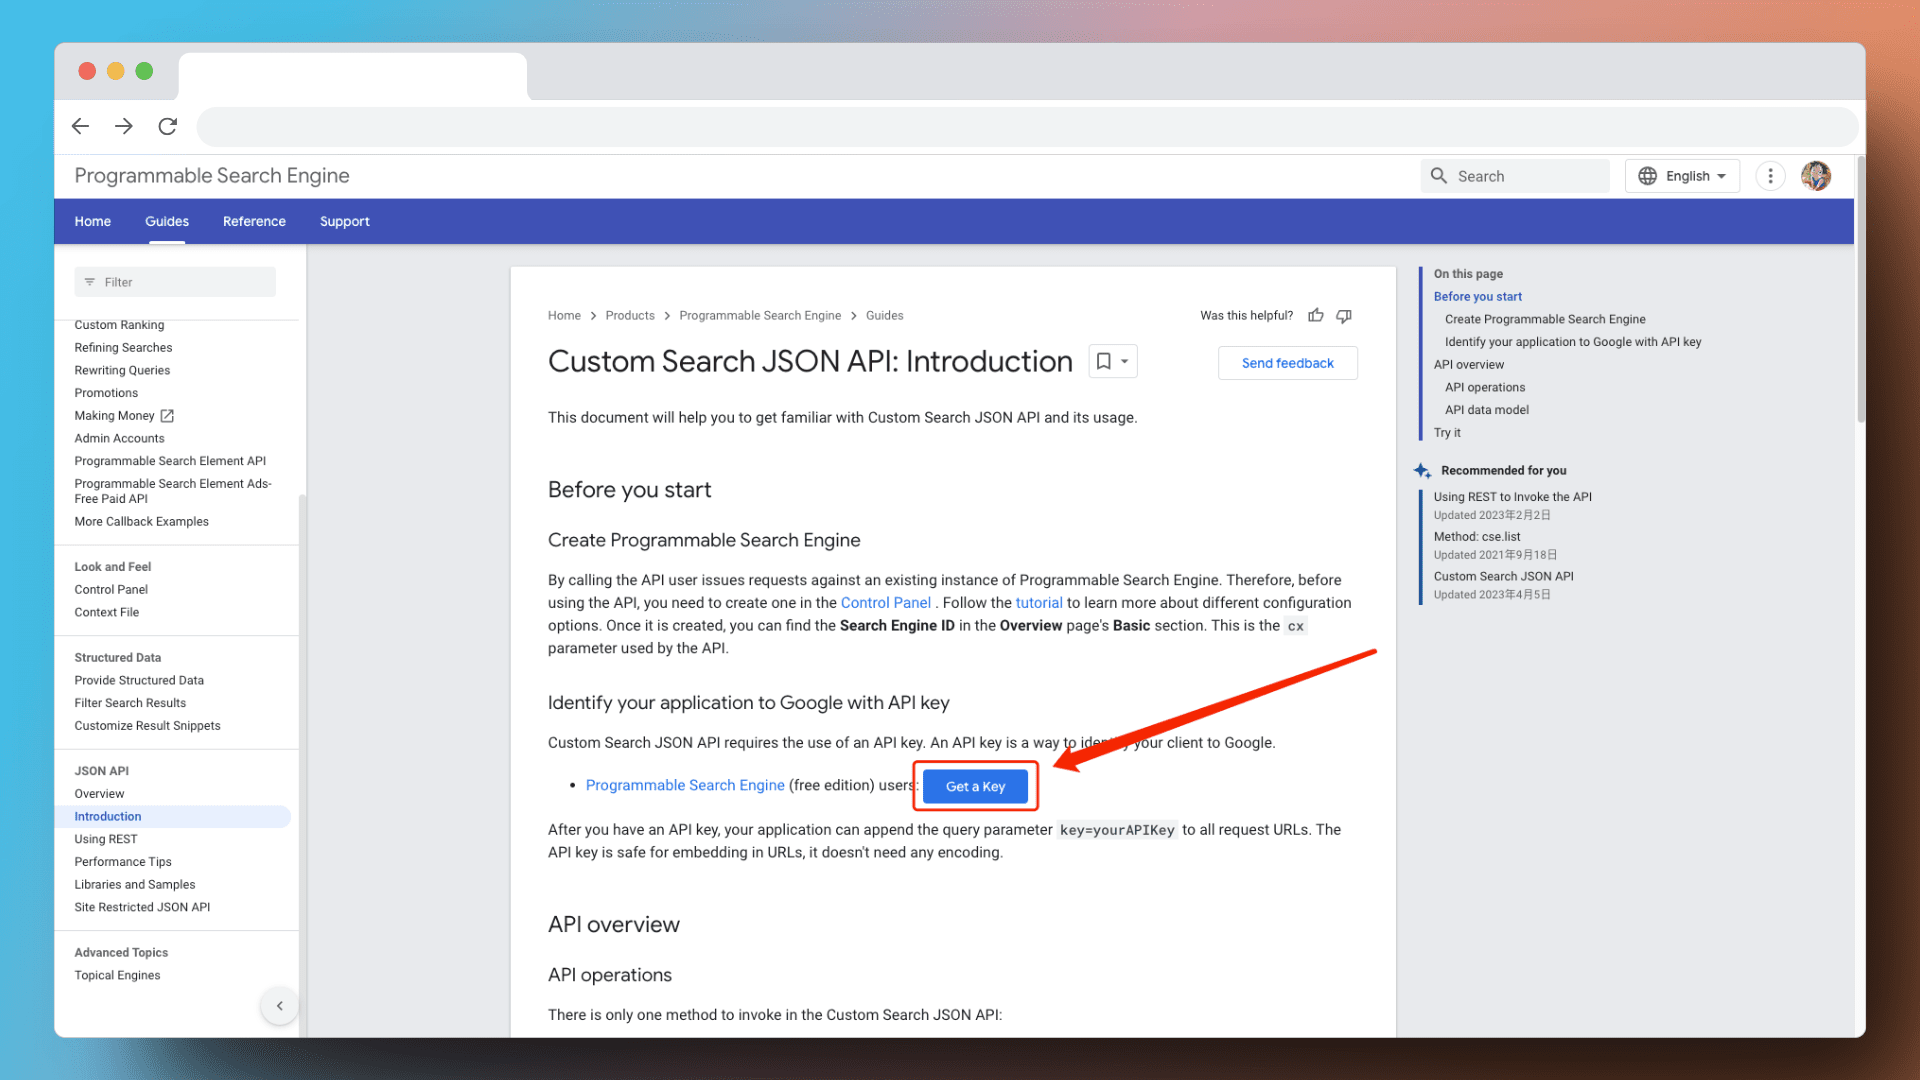 Programmable Search Engine
Search
English
Home Guides Reference Support
Filter
Custom Ranking
Refining Searches
Rewriting Queries
Promotions
Making Money
Admin Accounts
Programmable Search Element API
Programmable Search Element Ads-
Free Paid API
More Callback Examples
Look and Feel
Control Panel
Context File
Structured Data
Provide Structured Data
Filter Search Results
Customize Result Snippets
JSON API
Overview
Introduction
Using REST
Performance Tips
Libraries and Samples
Site Restricted JSON API
Advanced Topics
Topical Engines
Home > Products > Programmable Search Engine > Guides
Was this helpful?
Custom Search JSON API: Introduction
Send feedback
This document will help you to get familiar with Custom Search JSON API and its usage.
Before you start
Create Programmable Search Engine
By calling the API user issues requests against an existing instance of Programmable Search Engine. Therefore, before
using the API, you need to create one in the Control Panel . Follow the tutorial to learn more about different configuration
options. Once it is created, you can find the Search Engine ID in the Overview page's Basic section. This is the cx
parameter used by the API.
Identify your application to Google with API key
Custom Search JSON API requires the use of an API key. An API key is a way to identify your client to Google.
• Programmable Search Engine (free edition) users: Get a Key
After you have an API key, your application can append the query parameter key=yourAPIKey to all request URLs. The
API key is safe for embedding in URLs, it doesn't need any encoding.
API overview
API operations
There is only one method to invoke in the Custom Search JSON API:
On this page
Before you start
Create Programmable Search Engine
Identify your application to Google with API key
API overview
API operations
API data model
Try it
Recommended for you
Using REST to Invoke the API
Updated 2023年2月2日
Method: cse.list
Updated 2021年9月18日
Custom Search JSON API
Updated 2023年4月5日